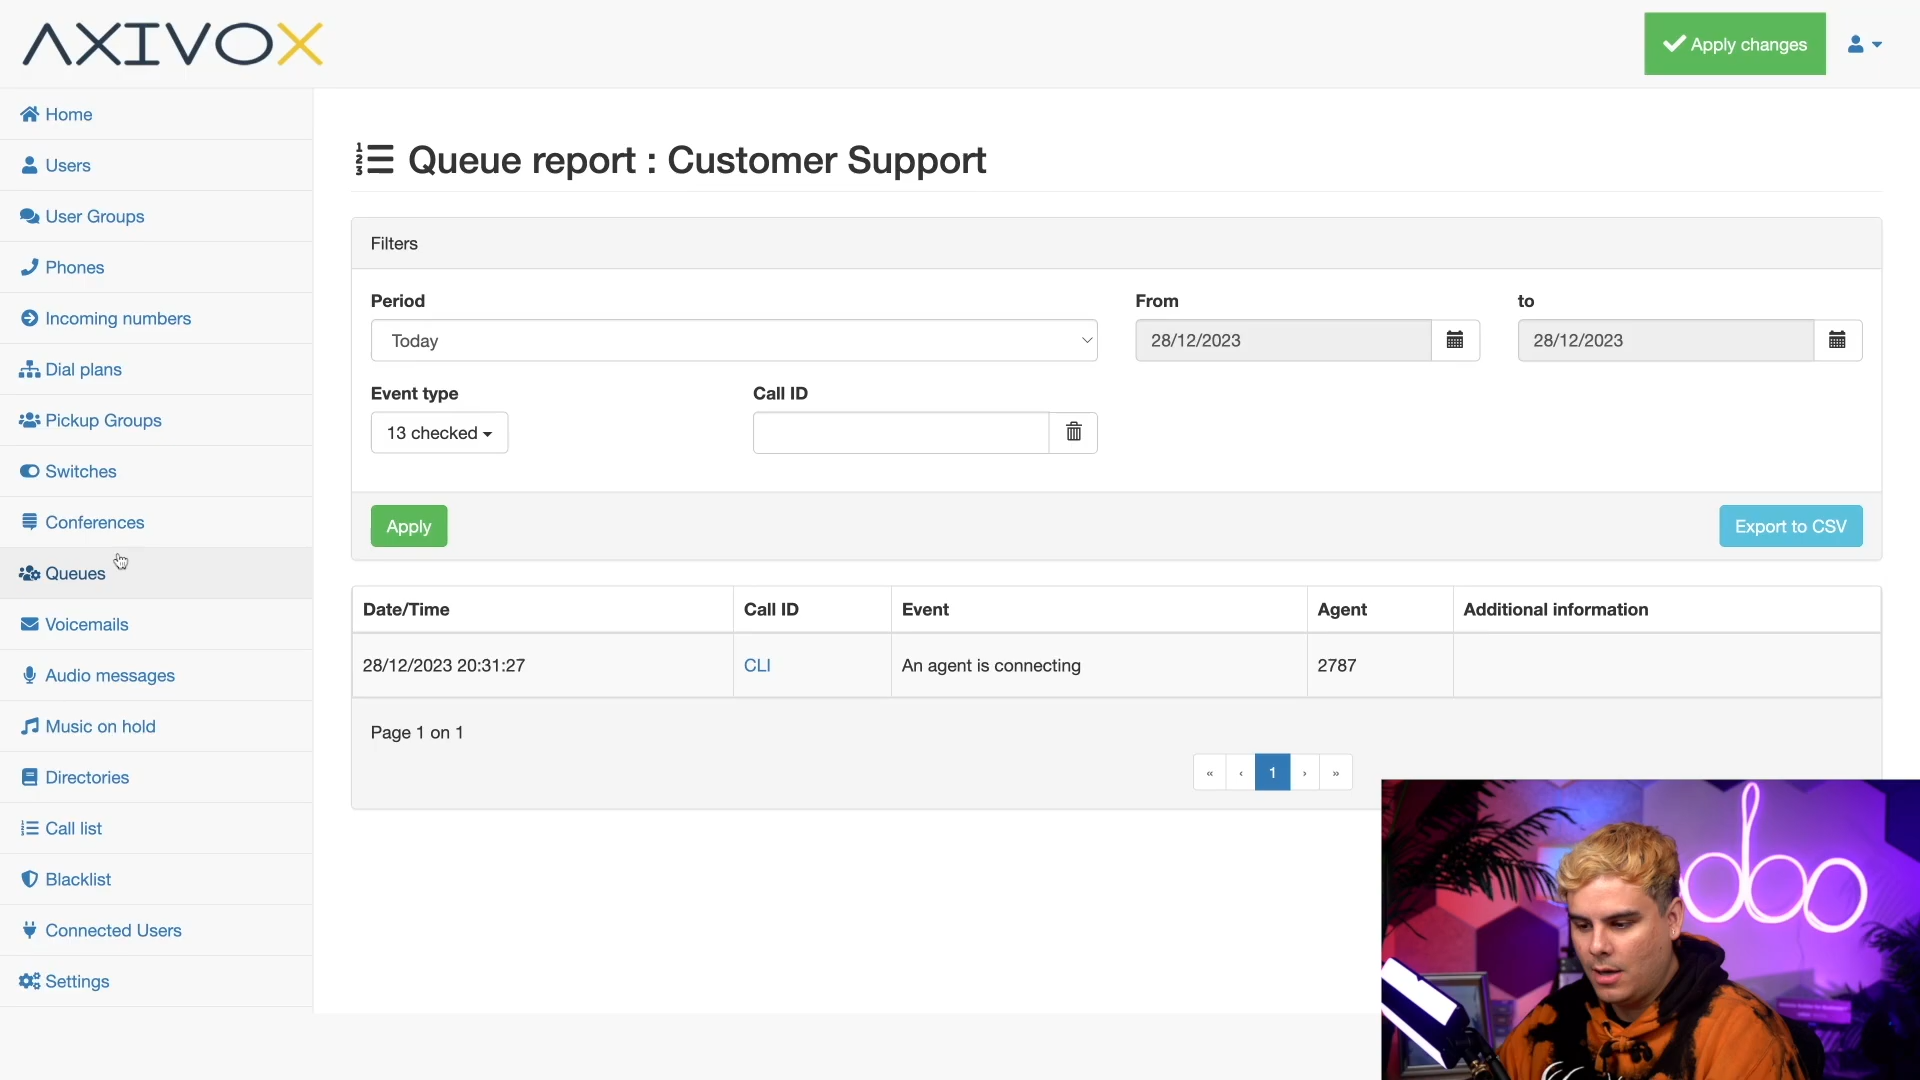 AXIVOX
Apply changes
Home
Users
User Groups
Phones
Incoming numbers
Dial plans
Pickup Groups
Switches
Conferences
Queues
Voicemails
Audio messages
Music on hold
Directories
Call list
Blacklist
Connected Users
Settings
Queue report : Customer Support
Filters
Period
From
to
Today
28/12/2023
28/12/2023
Event type
Call ID
13 checked
Apply
Export to CSV
Date/Time
Call ID
Event
Agent
Additional information
28/12/2023 20:31:27
CLI
An agent is connecting
2787
Page 1 on 1
« ‹ 1 › »